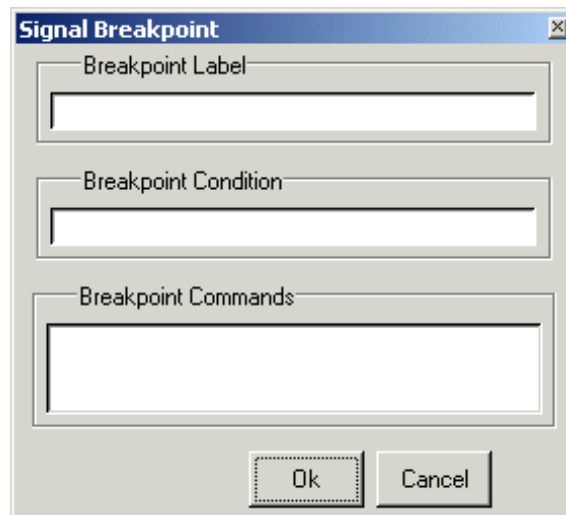 Signal Breakpoint
Breakpoint Label
Breakpoint Condition
Breakpoint Commands
Ok
Cancel